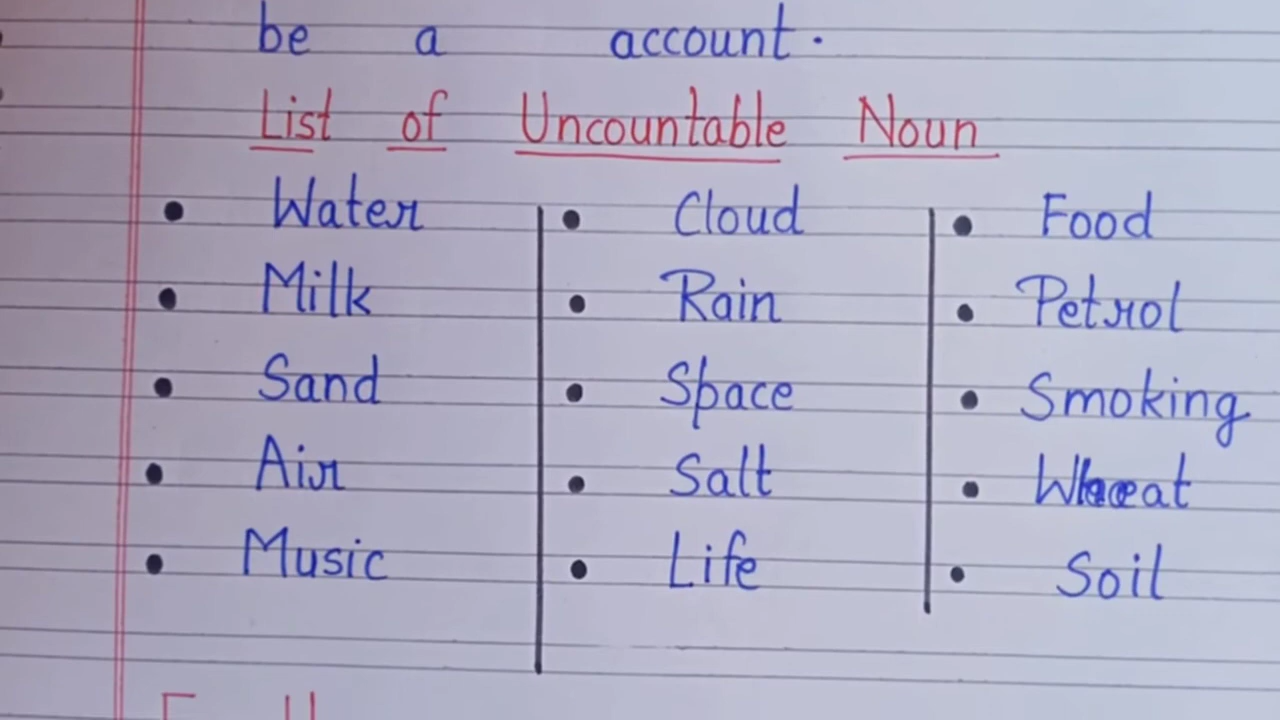 be a account.
List of Uncountable Noun
• Water • Cloud • Food
• Milk • Rain • Petrol
• Sand • Space • Smoking
• Air • Salt • Wheat
• Music • Life • Soil